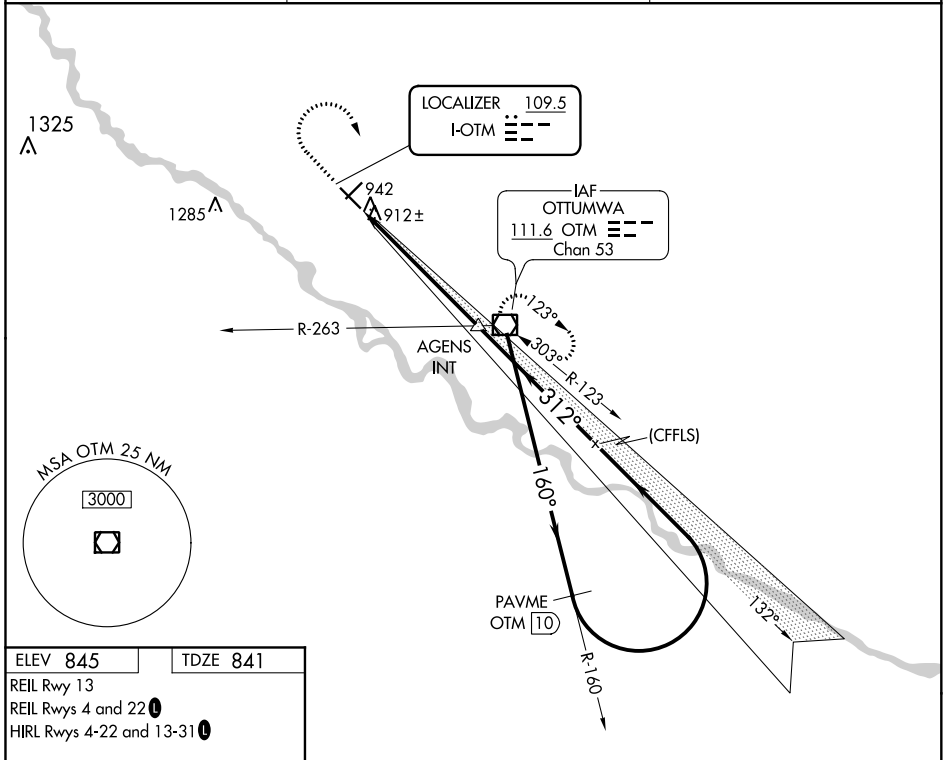 1325
LOCALIZER 109.5
I-OTM
942
912±
1285
IAF
OTTUMWA
111.6 OTM
Chan 53
123°
R-263
AGENS
INT
303°
R-123
312°
(CFFLS)
MSA OTM 25 NM
3000
160°
PAVME
OTM 10
132°
R-160
ELEV 845
TDZE 841
REIL Rwy 13
REIL Rwys 4 and 22 L
HIRL Rwys 4-22 and 13-31 L